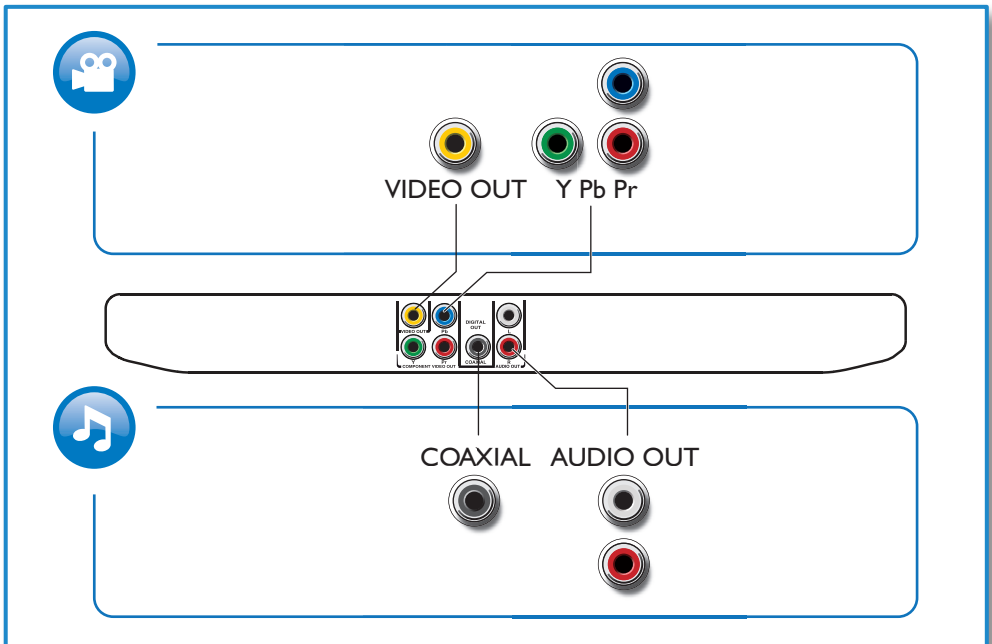 VIDEO OUT Y Pb Pr
DIGITAL
OUT
VIDEO OUT Pb L
Y Pr COAXIAL R
COMPONENT VIDEO OUT AUDIO OUT
COAXIAL AUDIO OUT